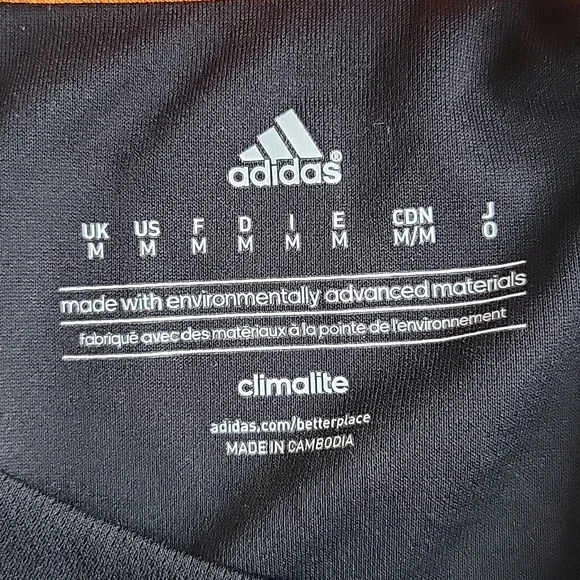 adidas®
UK US F D I E CDN J
M M M M M M M/M O
made with environmentally advanced materials
fabriqué avec des matériaux à la pointe de l'environnement
climalite
adidas.com/betterplace
MADE IN CAMBODIA